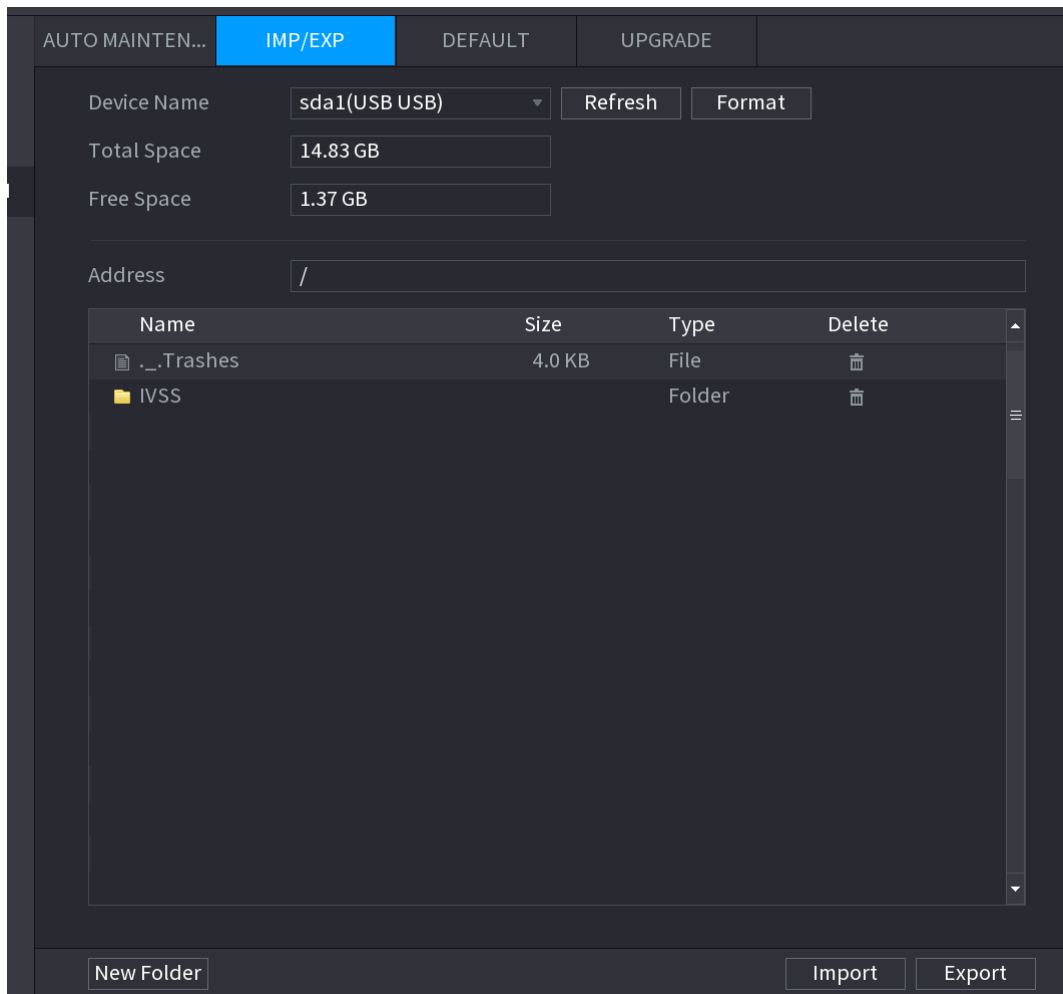 AUTO MAINTEN... IMP/EXP DEFAULT UPGRADE
Device Name sda1(USB USB) Refresh Format
Total Space 14.83 GB
Free Space 1.37 GB
Address /
Name Size Type Delete
._.Trashes 4.0 KB File
IVSS Folder
New Folder Import Export